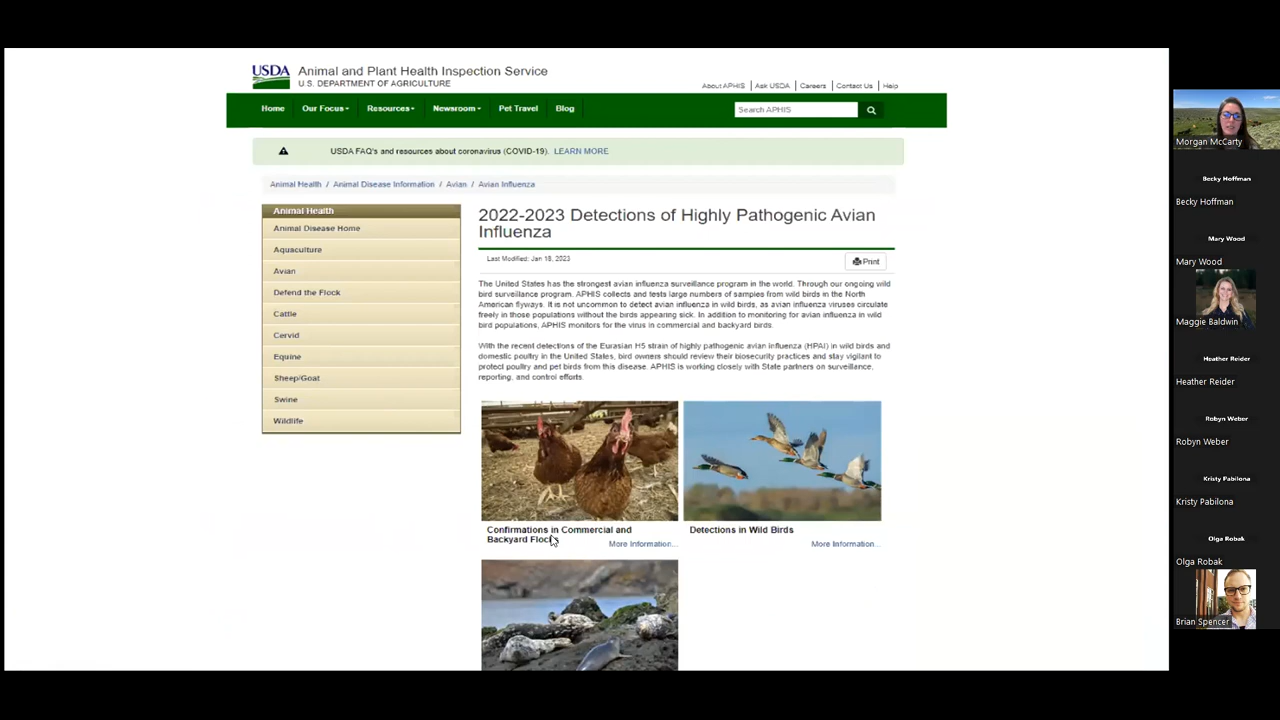 USDA
Animal and Plant Health Inspection Service
U.S. DEPARTMENT OF AGRICULTURE
About APHIS | Ask USDA | Careers | Contact Us | Help
Home Our Focus Resources Newsroom Pet Travel Blog
Search APHIS
USDA FAQ's and resources about coronavirus (COVID-19). LEARN MORE
Animal Health / Animal Disease Information / Avian / Avian Influenza
Animal Health
Animal Disease Home
Aquaculture
Avian
Defend the Flock
Cattle
Cervid
Equine
Sheep/Goat
Swine
Wildlife
2022-2023 Detections of Highly Pathogenic Avian
Influenza
Last Modified: Jan 18, 2023
Print
The United States has the strongest avian influenza surveillance program in the world. Through our ongoing wild
bird surveillance program, APHIS collects and tests large numbers of samples from wild birds in the North
American flyways. It is not uncommon to detect avian influenza in wild birds, as avian influenza viruses circulate
freely in those populations without the birds appearing sick. In addition to monitoring for avian influenza in wild
bird populations, APHIS monitors for the virus in commercial and backyard birds.
With the recent detections of the Eurasian H5 strain of highly pathogenic avian influenza (HPAI) in wild birds and
domestic poultry in the United States, bird owners should review their biosecurity practices and stay vigilant to
protect poultry and pet birds from this disease. APHIS is working closely with State partners on surveillance,
reporting, and control efforts.
Confirmations in Commercial and
Backyard Flocks
More Information...
Detections in Wild Birds
More Information...
Morgan McCarty
Becky Hoffman
Becky Hoffman
Mary Wood
Mary Wood
Maggie Baldwin
Heather Reider
Heather Reider
Robyn Weber
Robyn Weber
Kristy Pabilona
Kristy Pabilona
Olga Robak
Olga Robak
Brian Spencer